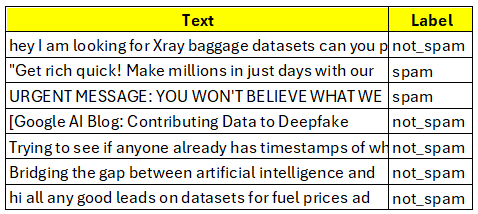 Text Label
hey I am looking for Xray baggage datasets can you p not_spam
"Get rich quick! Make millions in just days with our spam
URGENT MESSAGE: YOU WON'T BELIEVE WHAT WE spam
[Google AI Blog: Contributing Data to Deepfake not_spam
Trying to see if anyone already has timestamps of wh not_spam
Bridging the gap between artificial intelligence and not_spam
hi all any good leads on datasets for fuel prices ad not_spam